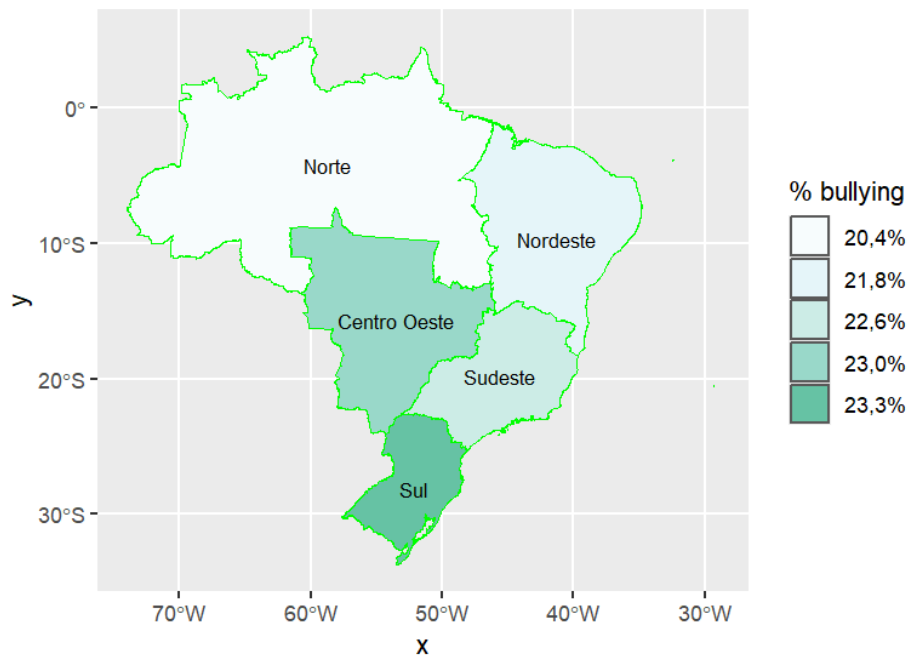 0°
10°S
20°S
30°S
y
Norte
Nordeste
Centro Oeste
Sudeste
Sul
70°W
60°W
50°W
40°W
30°W
x
% bullying
20,4%
21,8%
22,6%
23,0%
23,3%